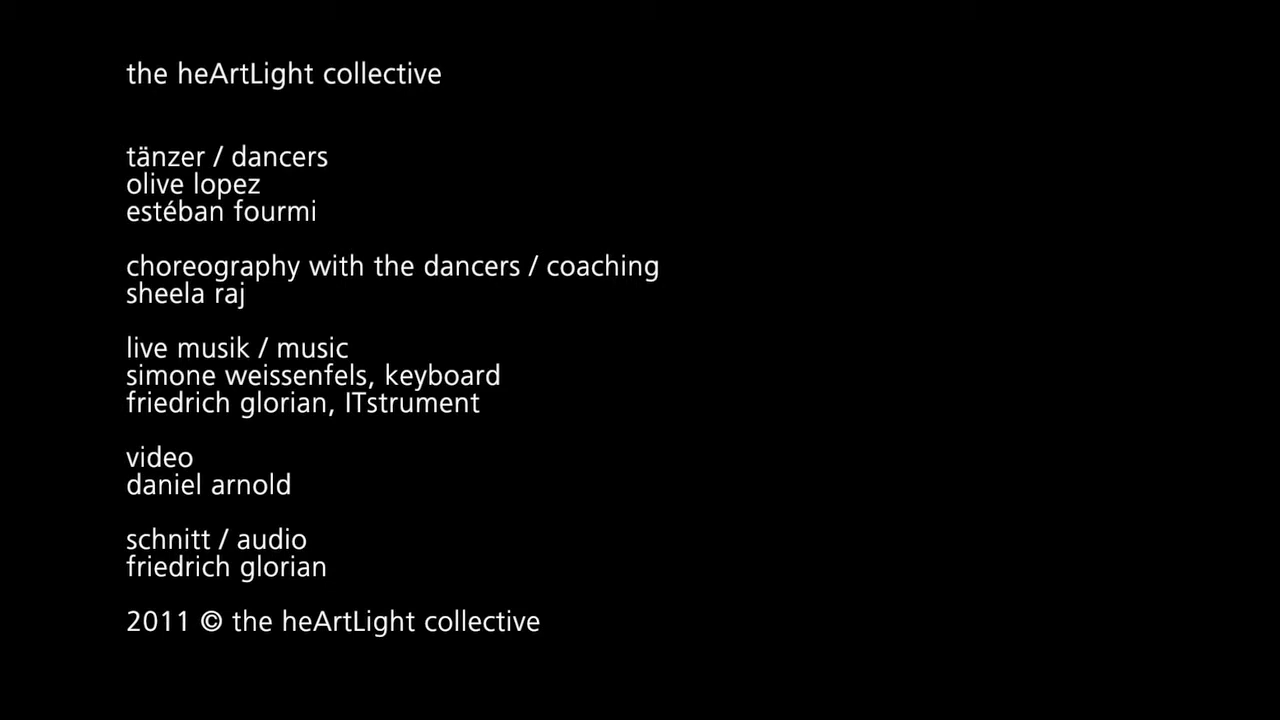 the heArtLight collective
tänzer / dancers
olive lopez
estéban fourmi
choreography with the dancers / coaching
sheela raj
live musik / music
simone weissenfels, keyboard
friedrich glorian, ITstrument
video
daniel arnold
schnitt / audio
friedrich glorian
2011 © the heArtLight collective